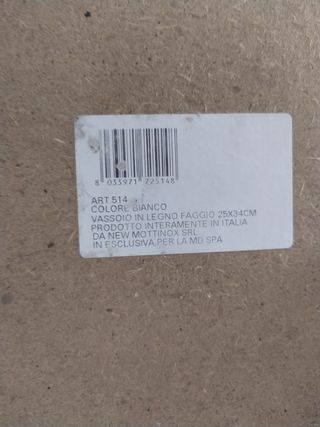 8 033971 225148
ART.514
COLORE BIANCO
VASSOIO IN LEGNO FAGGIO 25X34CM
PRODOTTO INTERAMENTE IN ITALIA
DA NEW MOTTINOX SRL
IN ESCLUSIVA PER LA MD SPA